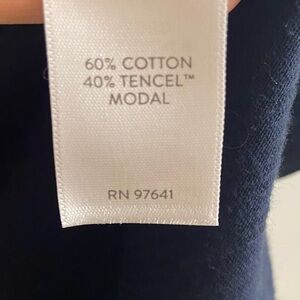 60% COTTON
40% TENCEL™
MODAL
RN 97641